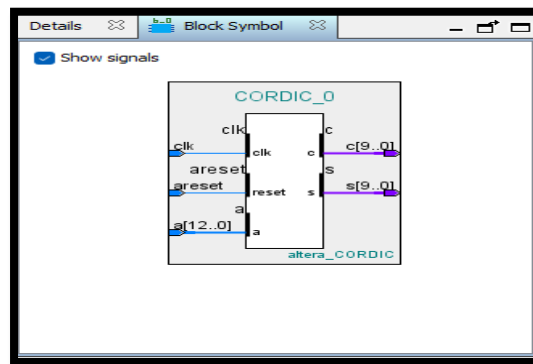 Details Block Symbol
Show signals
CORDIC_0
clk c
clk clk c c[9..0]
areset s
areset reset s s[9..0]
a
a[12..0] a
altera_CORDIC